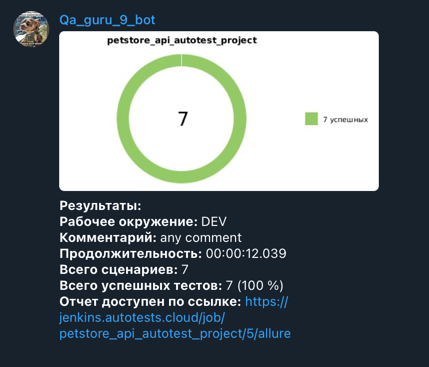 Qa_guru_9_bot
petstore_api_autotest_project
7
7 успешных
Результаты:
Рабочее окружение: DEV
Комментарий: any comment
Продолжительность: 00:00:12.039
Всего сценариев: 7
Всего успешных тестов: 7 (100 %)
Отчет доступен по ссылке: https://
jenkins.autotests.cloud/job/
petstore_api_autotest_project/5/allure